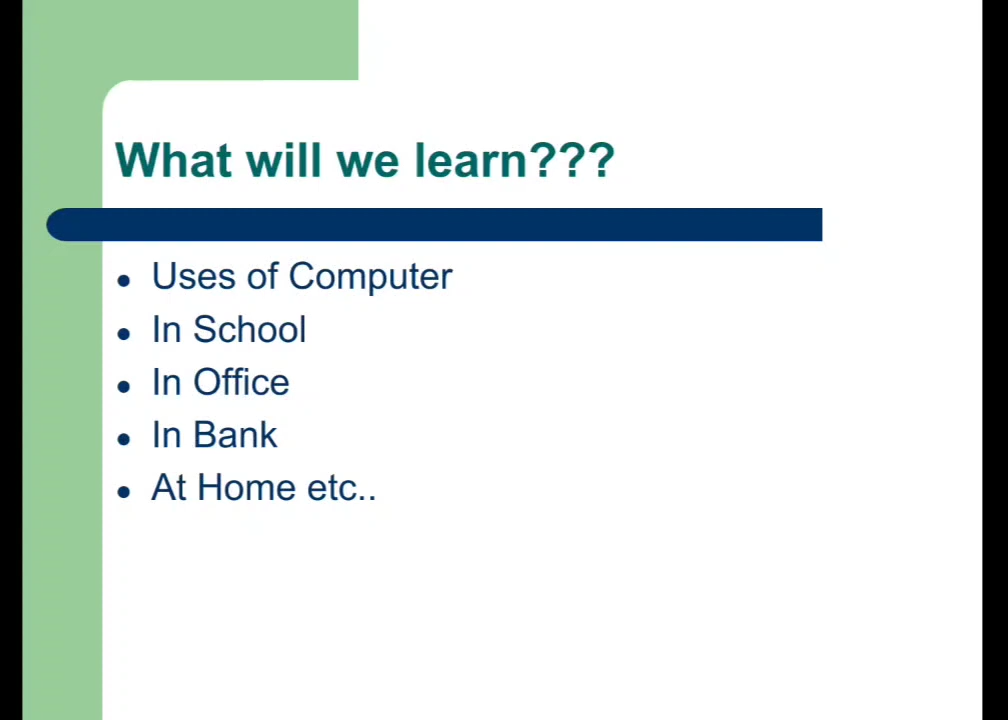 What will we learn???
• Uses of Computer
• In School
• In Office
• In Bank
• At Home etc..